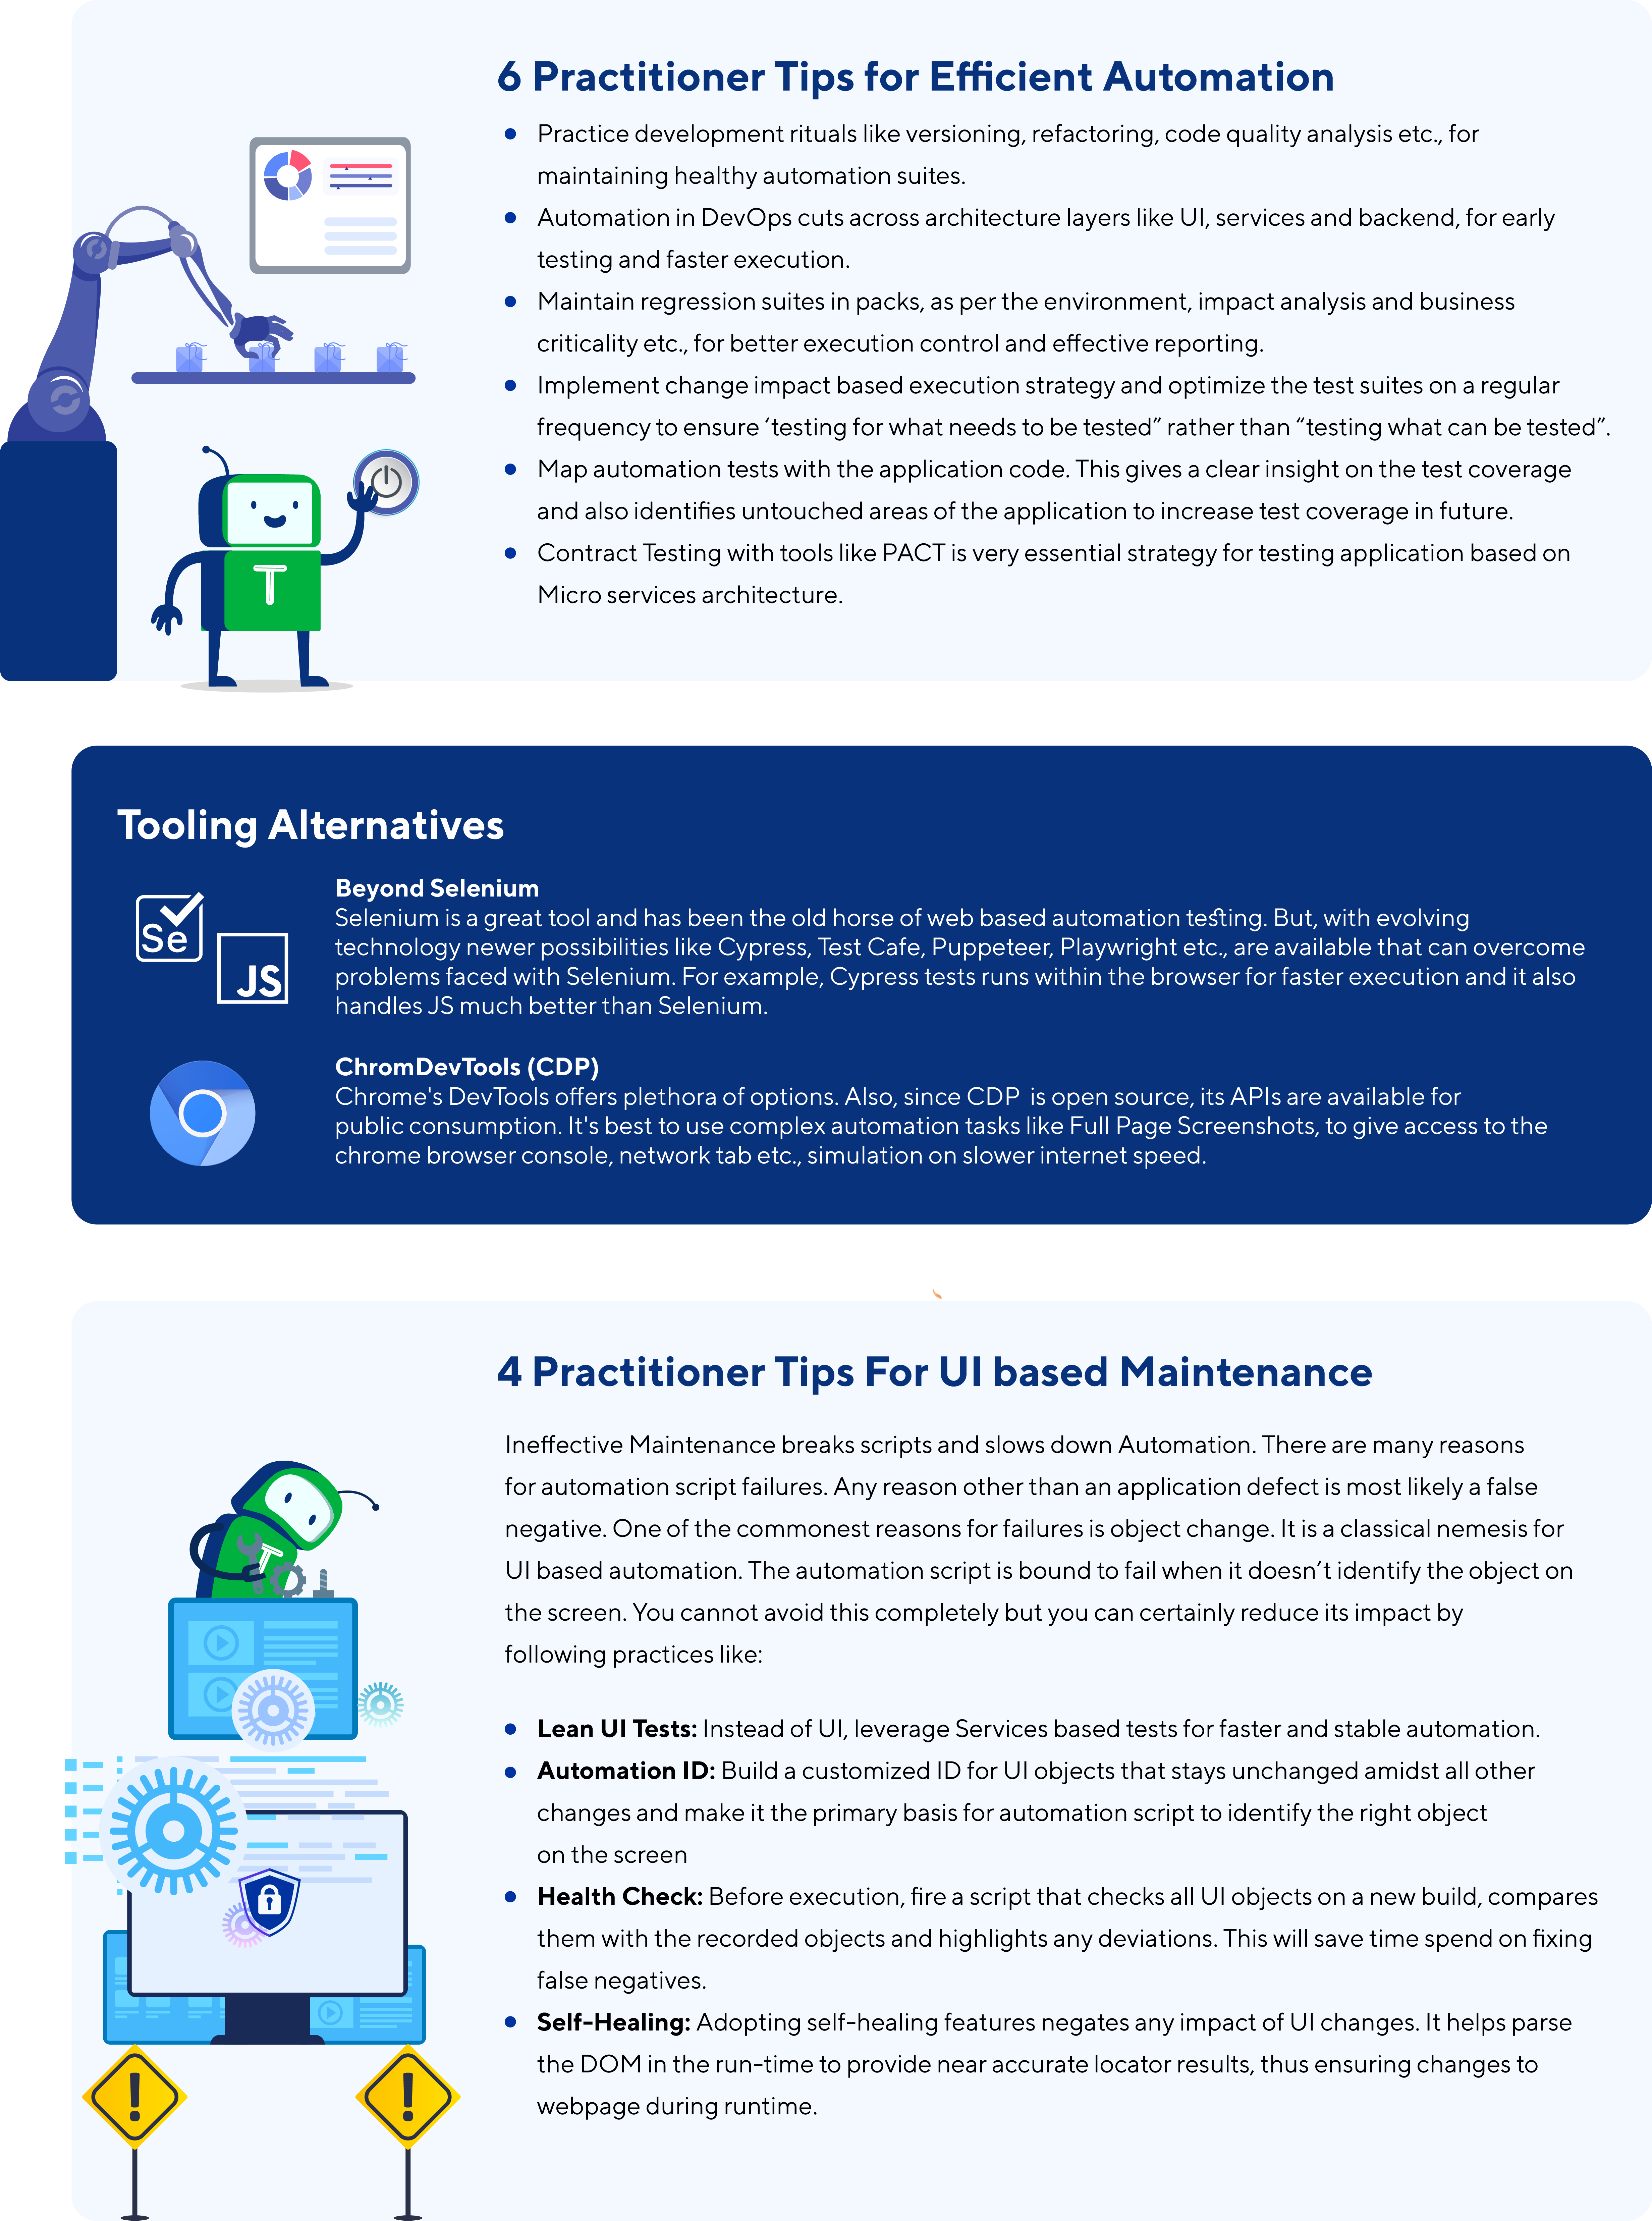 6 Practitioner Tips for Efficient Automation
Practice development rituals like versioning, refactoring, code quality analysis etc., for
maintaining healthy automation suites.
Automation in DevOps cuts across architecture layers like UI, services and backend, for early
testing and faster execution.
Maintain regression suites in packs, as per the environment, impact analysis and business
criticality etc., for better execution control and effective reporting.
Implement change impact based execution strategy and optimize the test suites on a regular
frequency to ensure ‘testing for what needs to be tested” rather than “testing what can be tested”.
Map automation tests with the application code. This gives a clear insight on the test coverage
and also identifies untouched areas of the application to increase test coverage in future.
Contract Testing with tools like PACT is very essential strategy for testing application based on
Micro services architecture.
T
Tooling Alternatives
Se
JS
Beyond Selenium
Selenium is a great tool and has been the old horse of web based automation testing. But, with evolving
technology newer possibilities like Cypress, Test Cafe, Puppeteer, Playwright etc., are available that can overcome
problems faced with Selenium. For example, Cypress tests runs within the browser for faster execution and it also
handles JS much better than Selenium.
ChromDevTools (CDP)
Chrome's DevTools offers plethora of options. Also, since CDP is open source, its APIs are available for
public consumption. It's best to use complex automation tasks like Full Page Screenshots, to give access to the
chrome browser console, network tab etc., simulation on slower internet speed.
4 Practitioner Tips For UI based Maintenance
Ineffective Maintenance breaks scripts and slows down Automation. There are many reasons
for automation script failures. Any reason other than an application defect is most likely a false
negative. One of the commonest reasons for failures is object change. It is a classical nemesis for
UI based automation. The automation script is bound to fail when it doesn’t identify the object on
the screen. You cannot avoid this completely but you can certainly reduce its impact by
following practices like:
T
Lean UI Tests: Instead of UI, leverage Services based tests for faster and stable automation.
Automation ID: Build a customized ID for UI objects that stays unchanged amidst all other
changes and make it the primary basis for automation script to identify the right object
on the screen
Health Check: Before execution, fire a script that checks all UI objects on a new build, compares
them with the recorded objects and highlights any deviations. This will save time spend on fixing
false negatives.
Self-Healing: Adopting self-healing features negates any impact of UI changes. It helps parse
the DOM in the run-time to provide near accurate locator results, thus ensuring changes to
webpage during runtime.
!
!